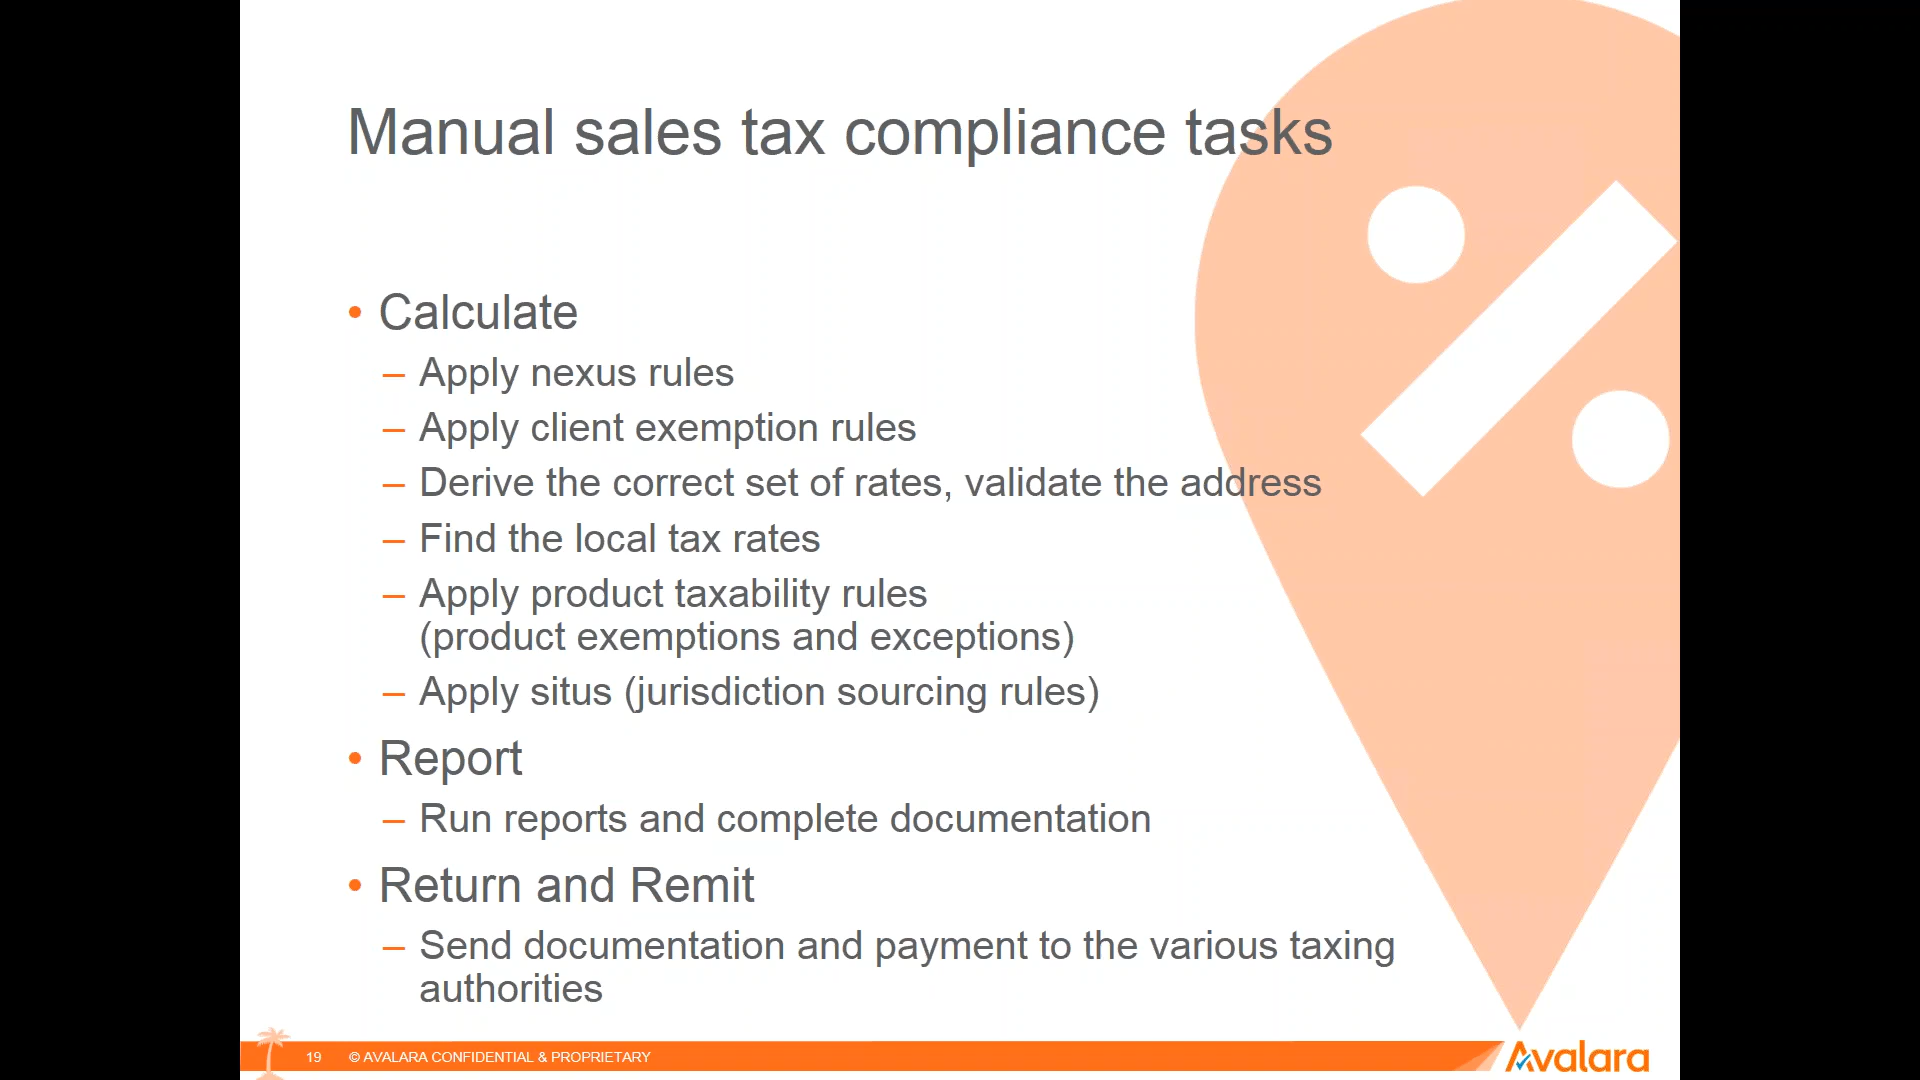 Manual sales tax compliance tasks
• Calculate
– Apply nexus rules
– Apply client exemption rules
– Derive the correct set of rates, validate the address
– Find the local tax rates
– Apply product taxability rules
(product exemptions and exceptions)
– Apply situs (jurisdiction sourcing rules)
• Report
– Run reports and complete documentation
• Return and Remit
– Send documentation and payment to the various taxing
authorities
19 © AVALARA CONFIDENTIAL & PROPRIETARY
Avalara